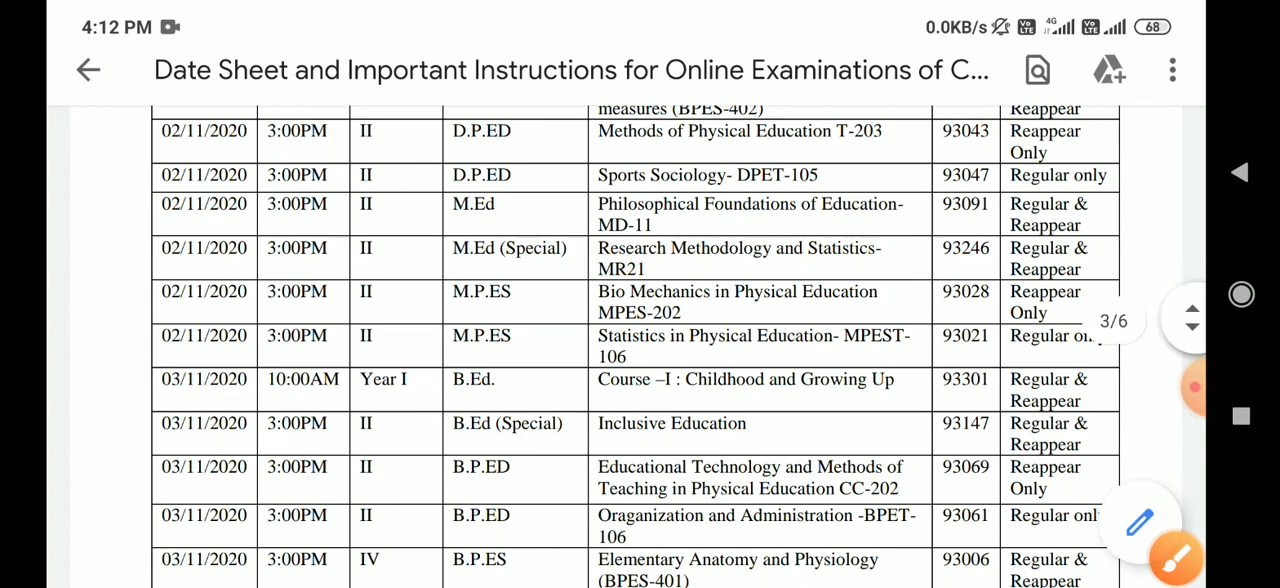 4:12 PM 0.0KB/s Vo LTE 4G Vo LTE 68
Date Sheet and Important Instructions for Online Examinations of C...
measures (BPES-402) Reappear
02/11/2020 3:00PM II D.P.ED Methods of Physical Education T-203 93043 Reappear
Only
02/11/2020 3:00PM II D.P.ED Sports Sociology- DPET-105 93047 Regular only
02/11/2020 3:00PM II M.Ed Philosophical Foundations of Education- 93091 Regular &
MD-11 Reappear
02/11/2020 3:00PM II M.Ed (Special) Research Methodology and Statistics- 93246 Regular &
MR21 Reappear
02/11/2020 3:00PM II M.P.ES Bio Mechanics in Physical Education 93028 Reappear
MPES-202 Only
3/6
02/11/2020 3:00PM II M.P.ES Statistics in Physical Education- MPEST- 93021 Regular
106
03/11/2020 10:00AM Year I B.Ed. Course –I : Childhood and Growing Up 93301 Regular &
Reappear
03/11/2020 3:00PM II B.Ed (Special) Inclusive Education 93147 Regular &
Reappear
03/11/2020 3:00PM II B.P.ED Educational Technology and Methods of 93069 Reappear
Teaching in Physical Education CC-202 Only
03/11/2020 3:00PM II B.P.ED Oraganization and Administration -BPET- 93061 Regular
106
03/11/2020 3:00PM IV B.P.ES Elementary Anatomy and Physiology 93006 Regular &
(BPES-401) Reappear